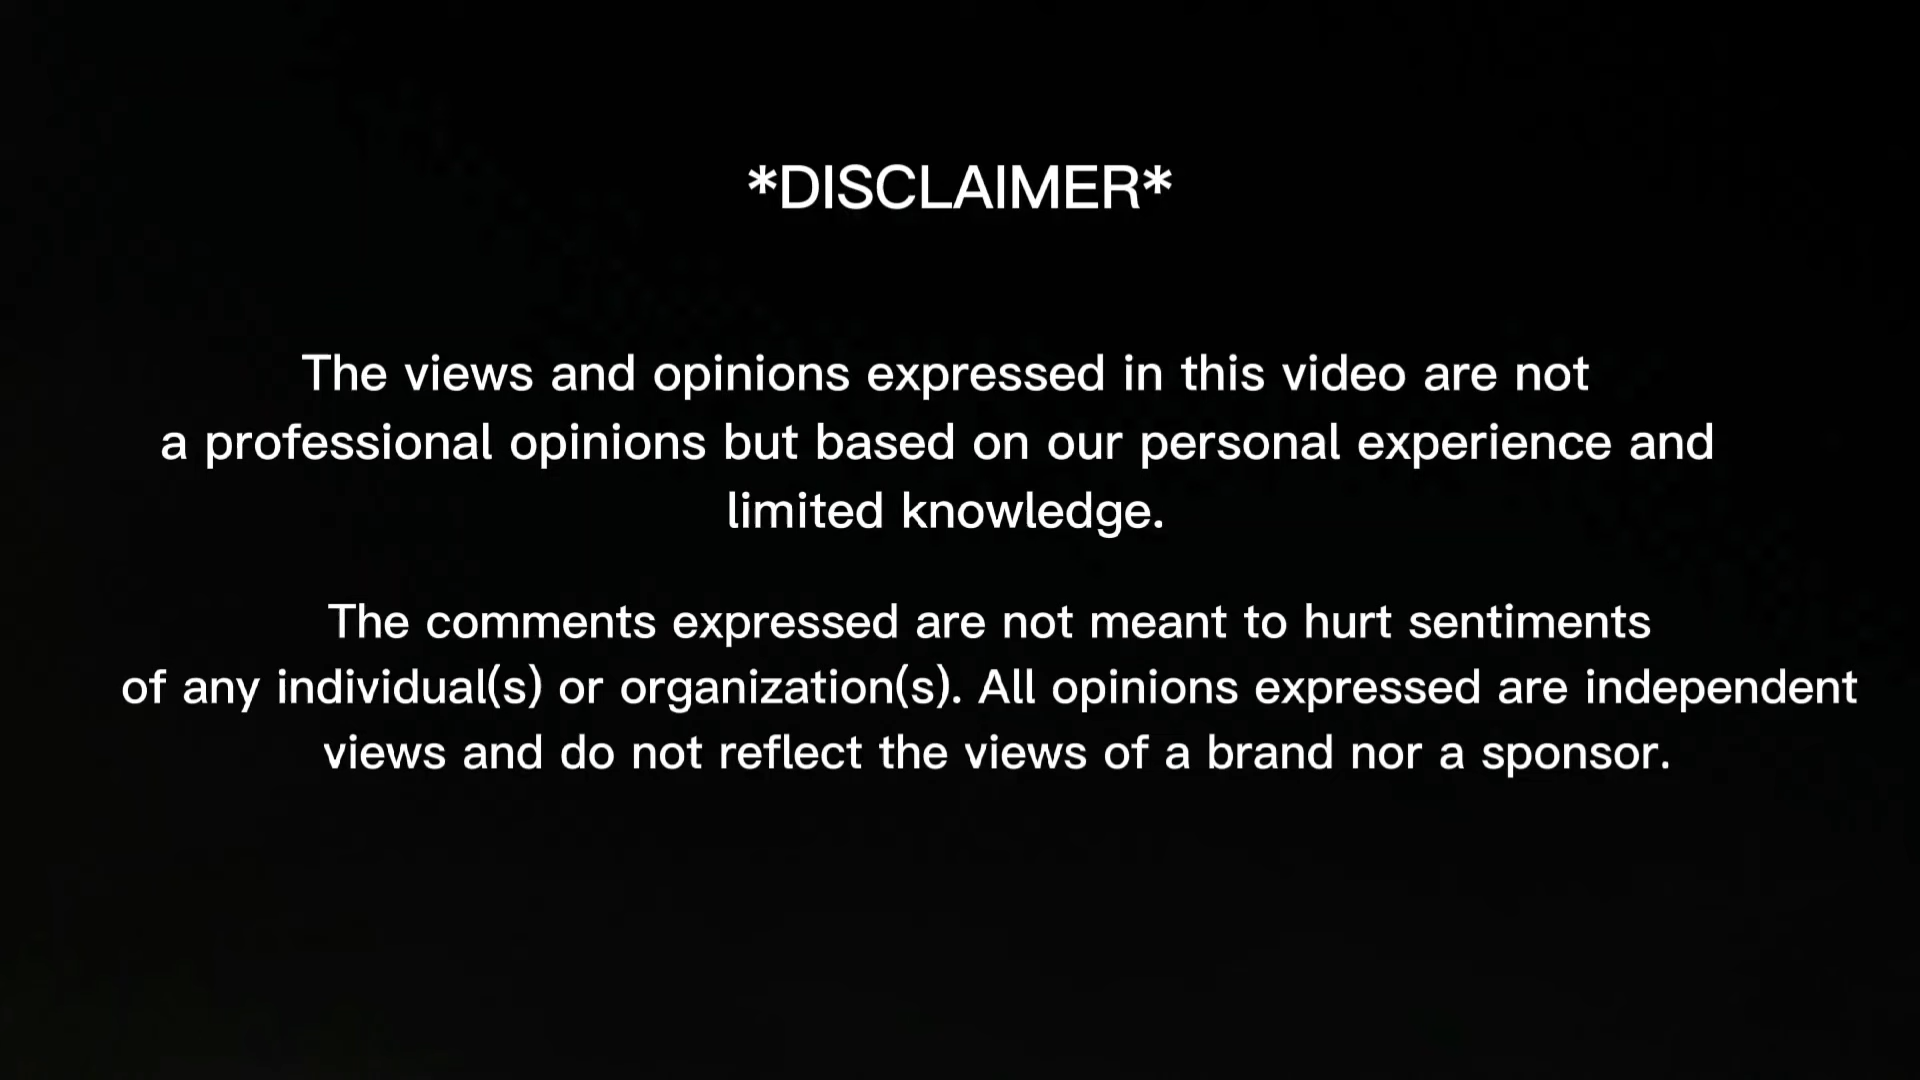 *DISCLAIMER*
The views and opinions expressed in this video are not
a professional opinions but based on our personal experience and
limited knowledge.
The comments expressed are not meant to hurt sentiments
of any individual(s) or organization(s). All opinions expressed are independent
views and do not reflect the views of a brand nor a sponsor.